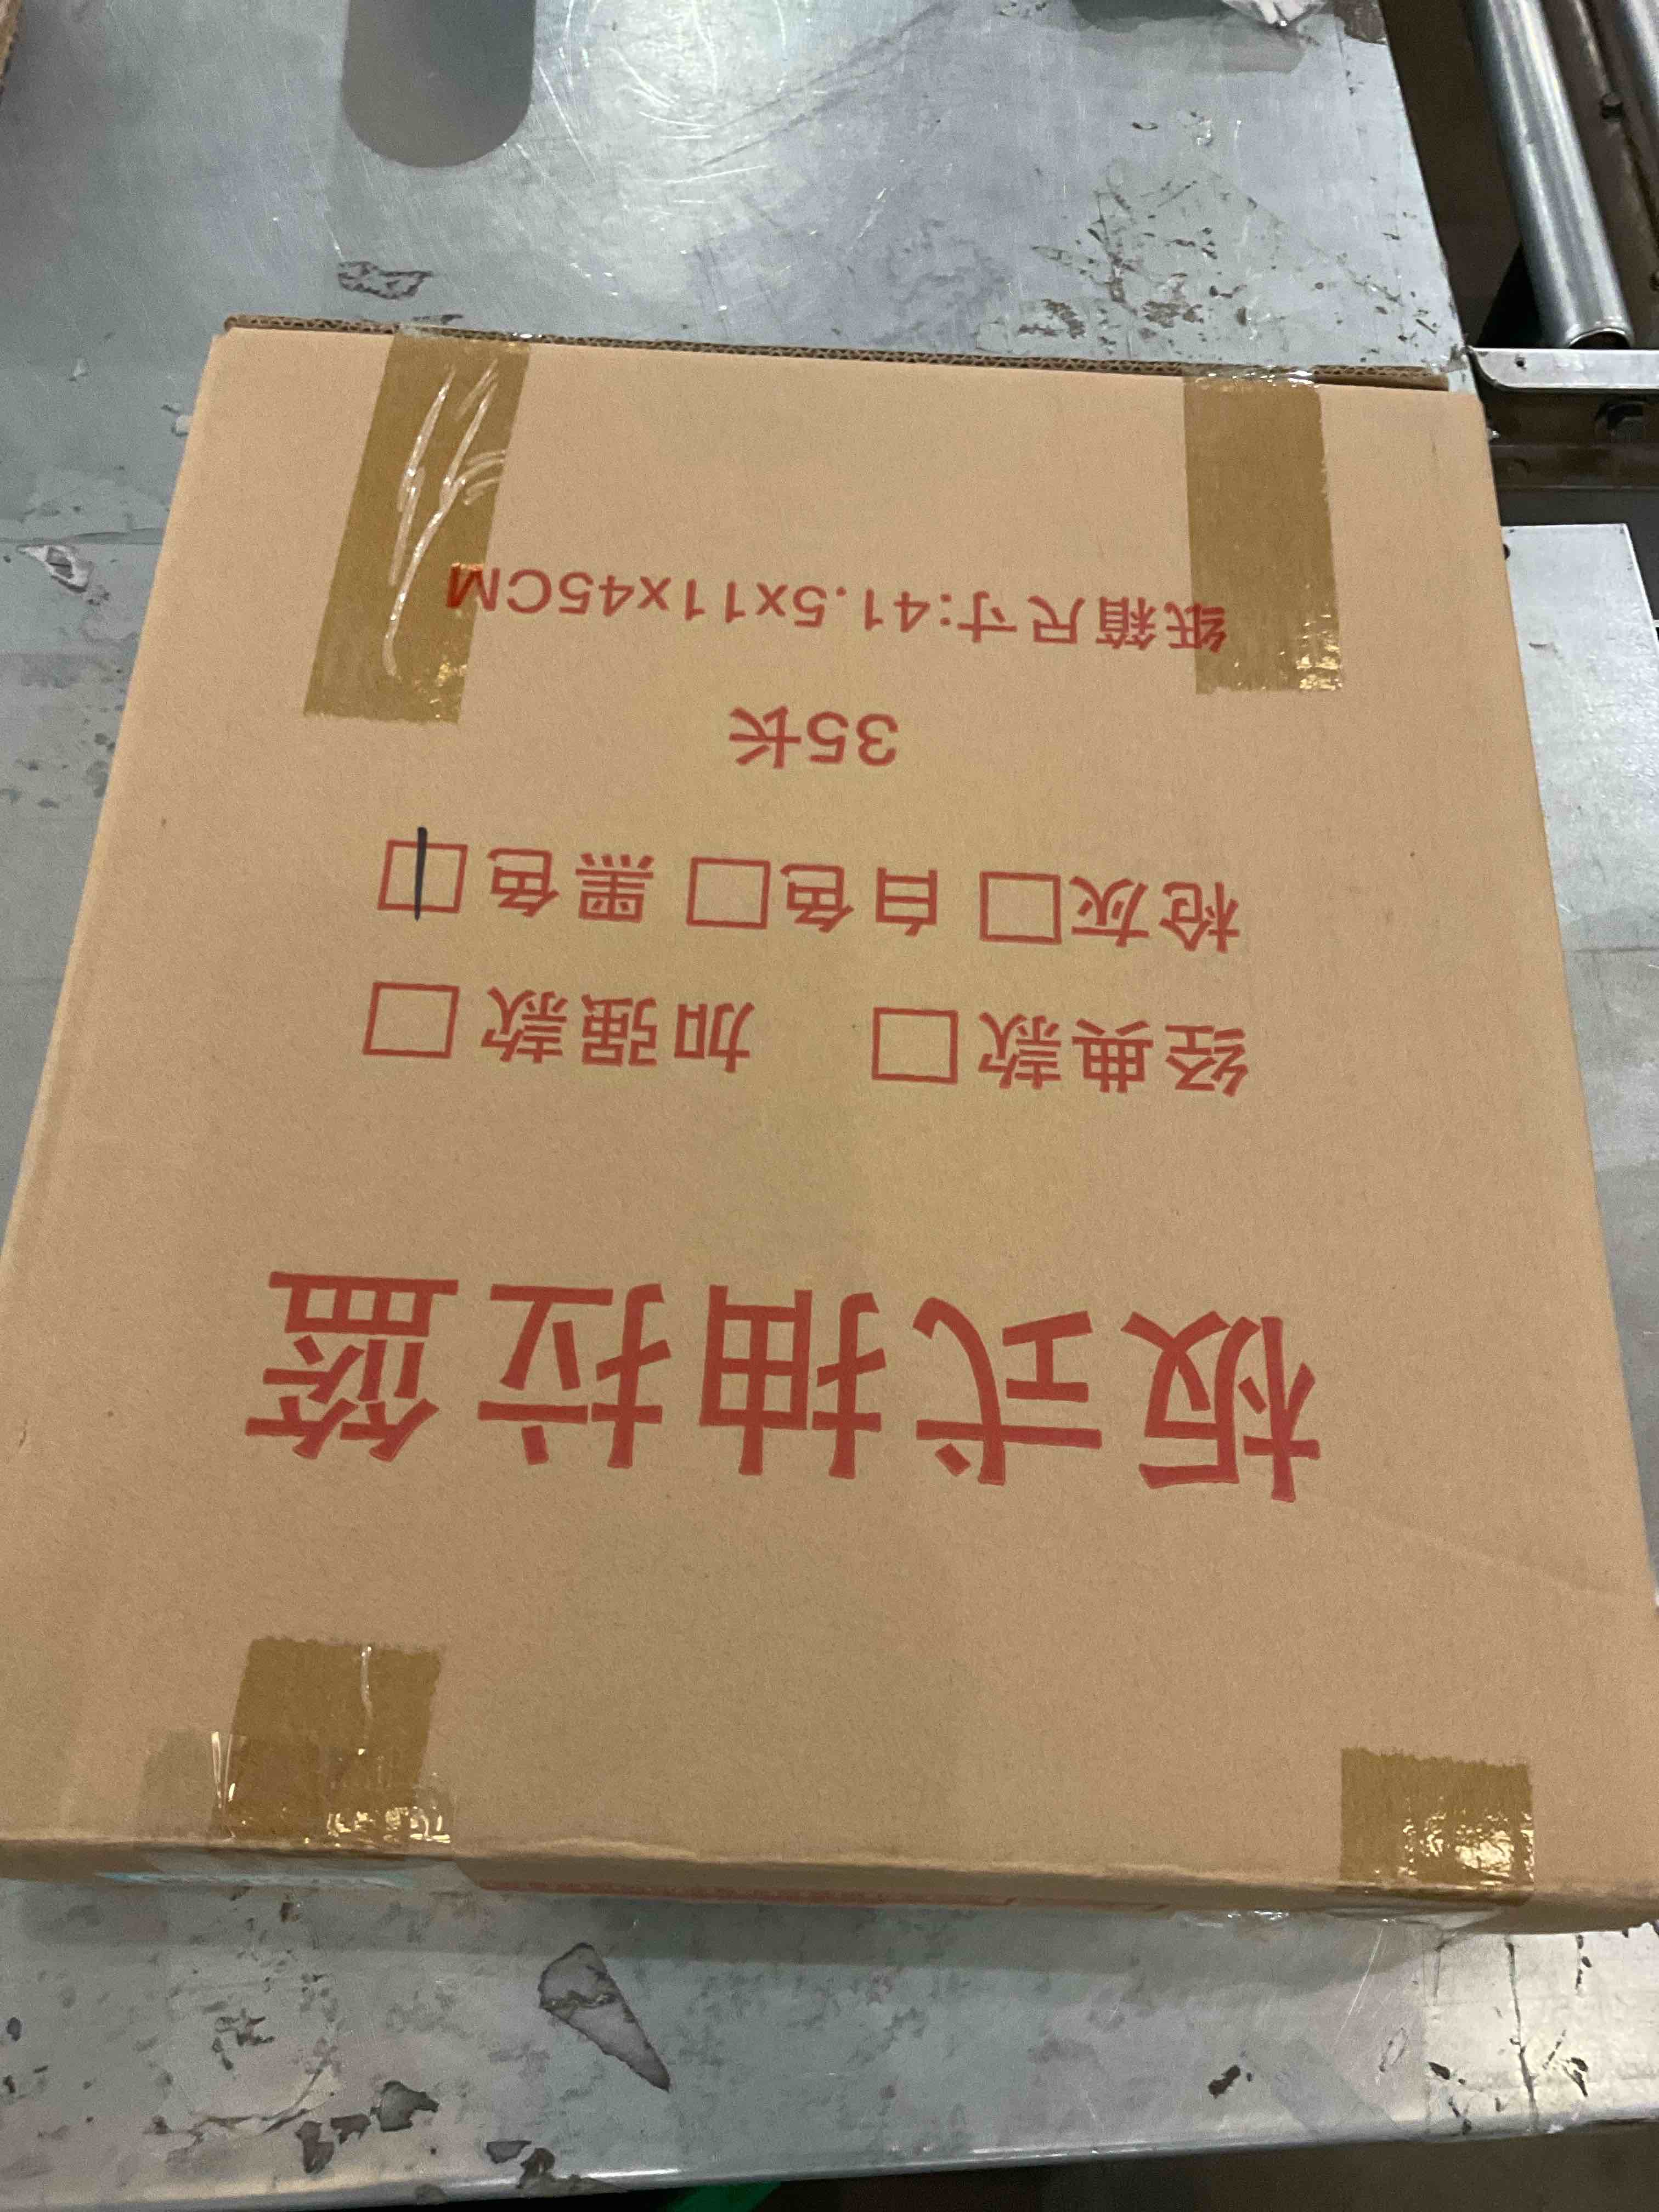 板式抽拉篮
经典款□ 加强款□
枪灰□ 白色□ 黑色□
35长
纸箱尺寸:41.5x11x45CM